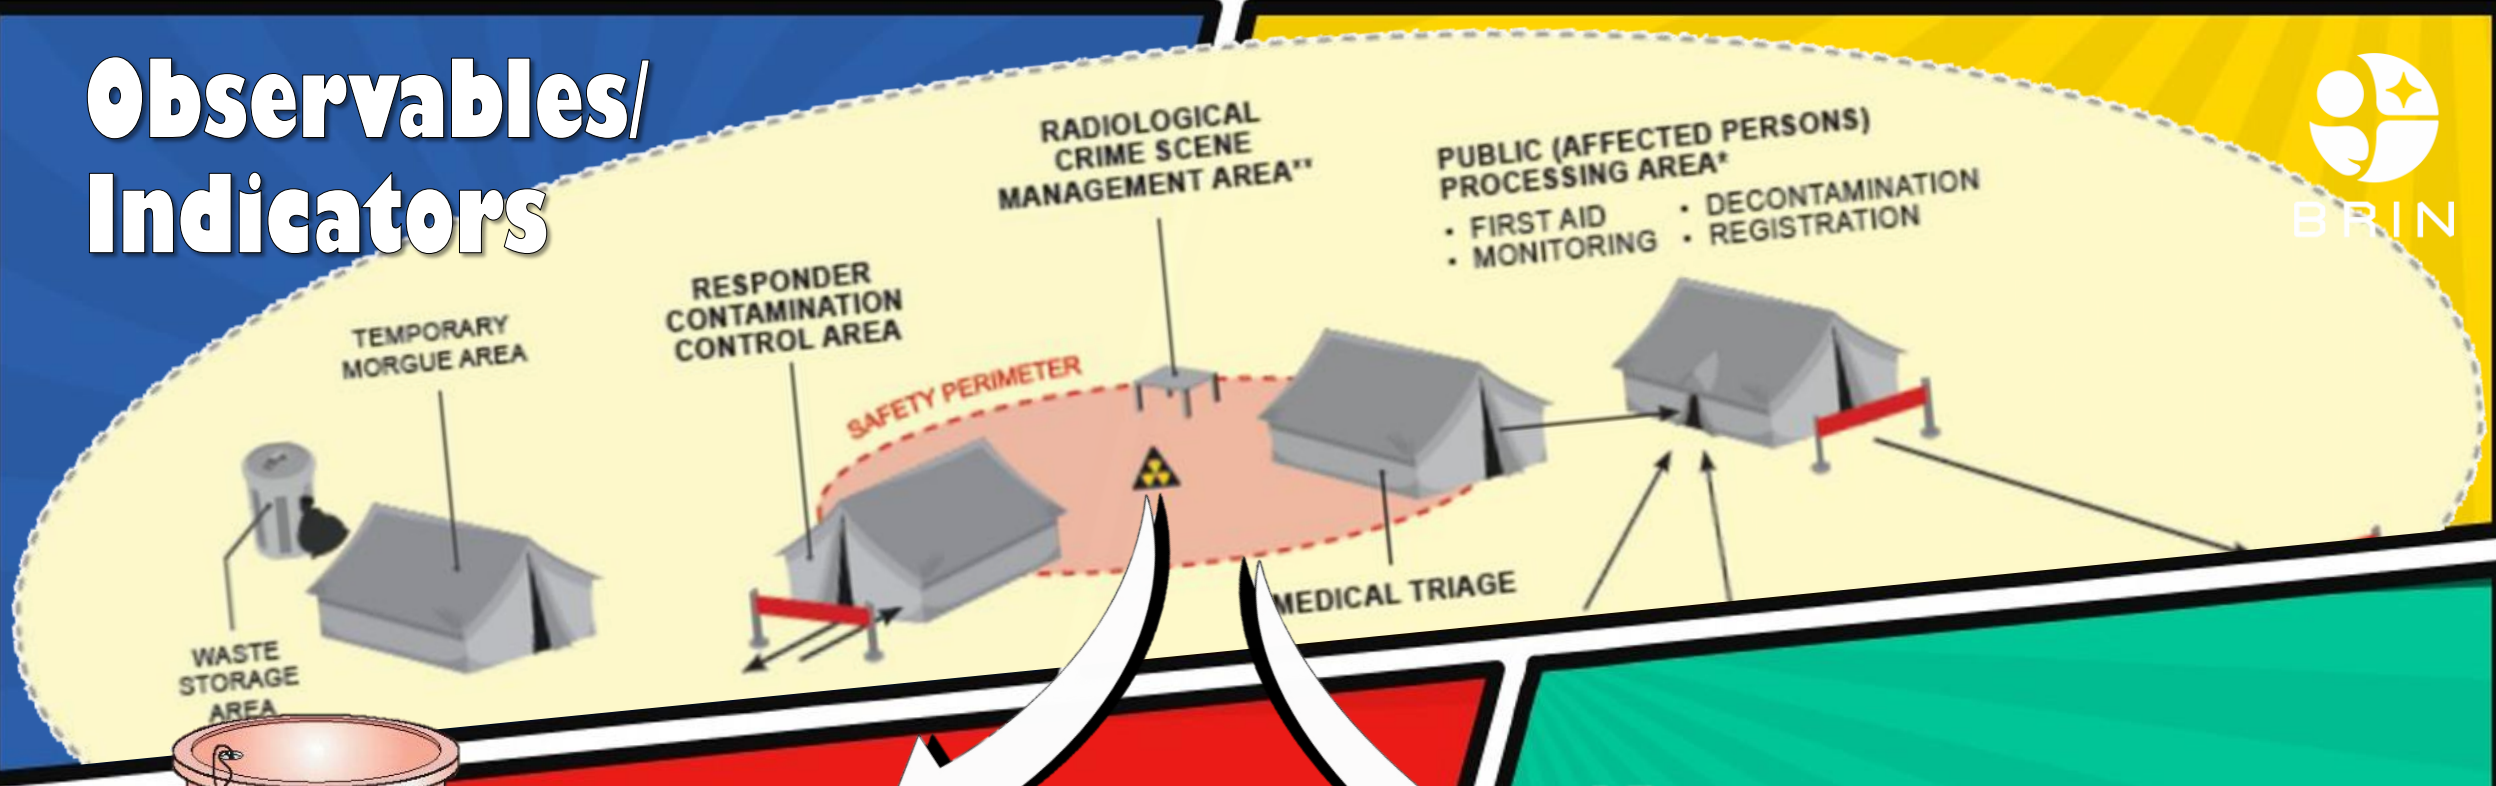 Observables/
Indicators
RADIOLOGICAL
CRIME SCENE
MANAGEMENT AREA**
PUBLIC (AFFECTED PERSONS)
PROCESSING AREA*
• FIRST AID
• MONITORING
• DECONTAMINATION
• REGISTRATION
BRIN
RESPONDER
CONTAMINATION
CONTROL AREA
TEMPORARY
MORGUE AREA
SAFETY PERIMETER
MEDICAL TRIAGE
WASTE
STORAGE
AREA